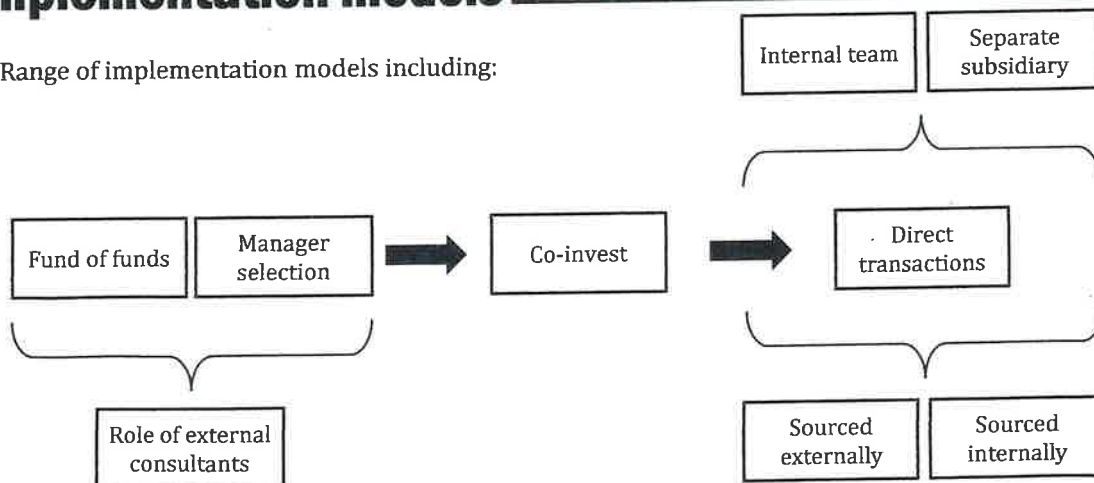 Range of implementation models including:
Internal team
Separate
subsidiary
Fund of funds
Manager
selection
Co-invest
Direct
transactions
Role of external
consultants
Sourced
externally
Sourced
internally